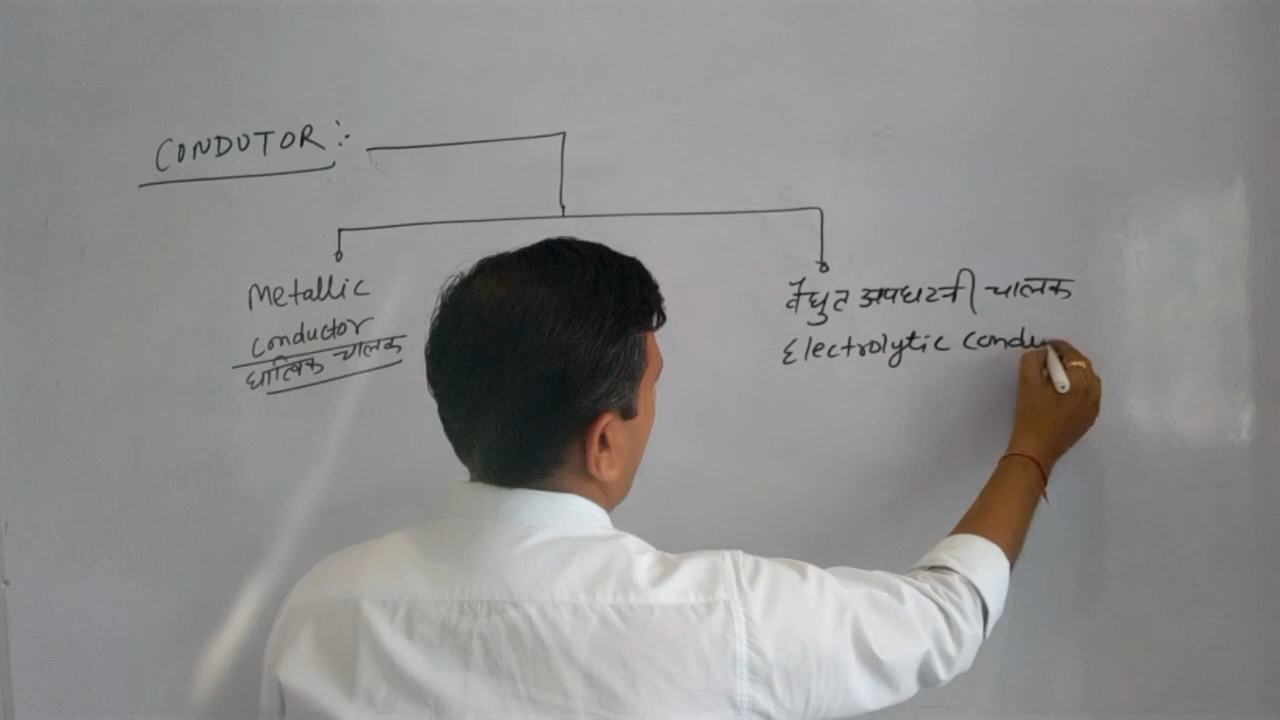 CONDUTOR :-
Metallic
conductor
धात्विक चालक
वैधुत अपघटनी चालक
Electrolytic condu